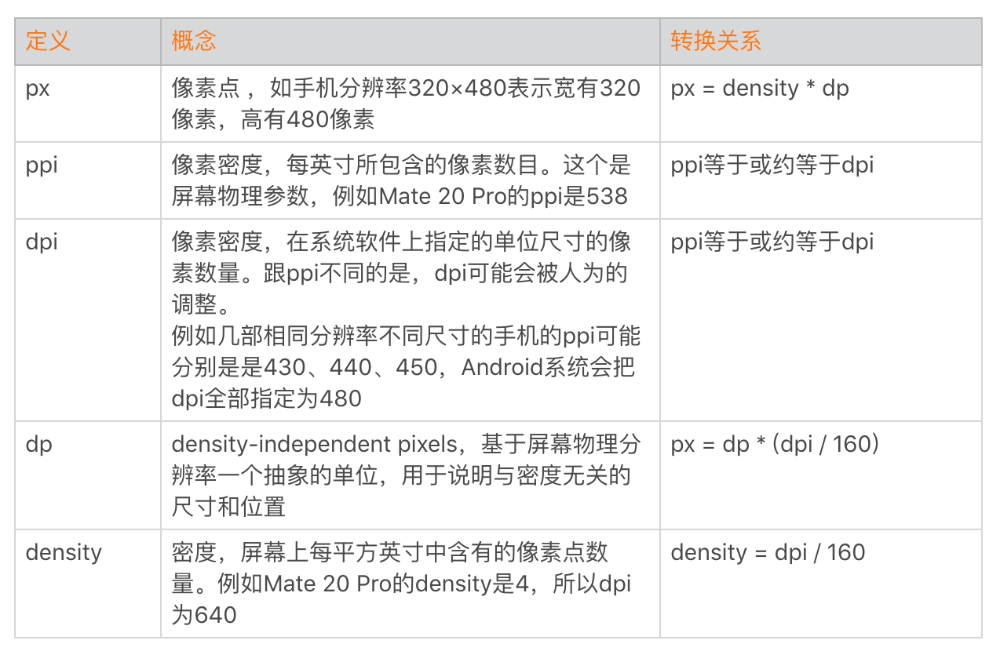 定义
概念
转换关系
px
像素点 ，如手机分辨率320×480表示宽有320
像素，高有480像素
px = density * dp
ppi
像素密度，每英寸所包含的像素数目。这个是
屏幕物理参数，例如Mate 20 Pro的ppi是538
ppi等于或约等于dpi
dpi
像素密度，在系统软件上指定的单位尺寸的像
素数量。跟ppi不同的是，dpi可能会被人为的
调整。
例如几部相同分辨率不同尺寸的手机的ppi可能
分别是是430、440、450，Android系统会把
dpi全部指定为480
ppi等于或约等于dpi
dp
density-independent pixels，基于屏幕物理分
辨率一个抽象的单位，用于说明与密度无关的
尺寸和位置
px = dp * (dpi / 160)
density
密度，屏幕上每平方英寸中含有的像素点数
量。例如Mate 20 Pro的density是4，所以dpi
为640
density = dpi / 160